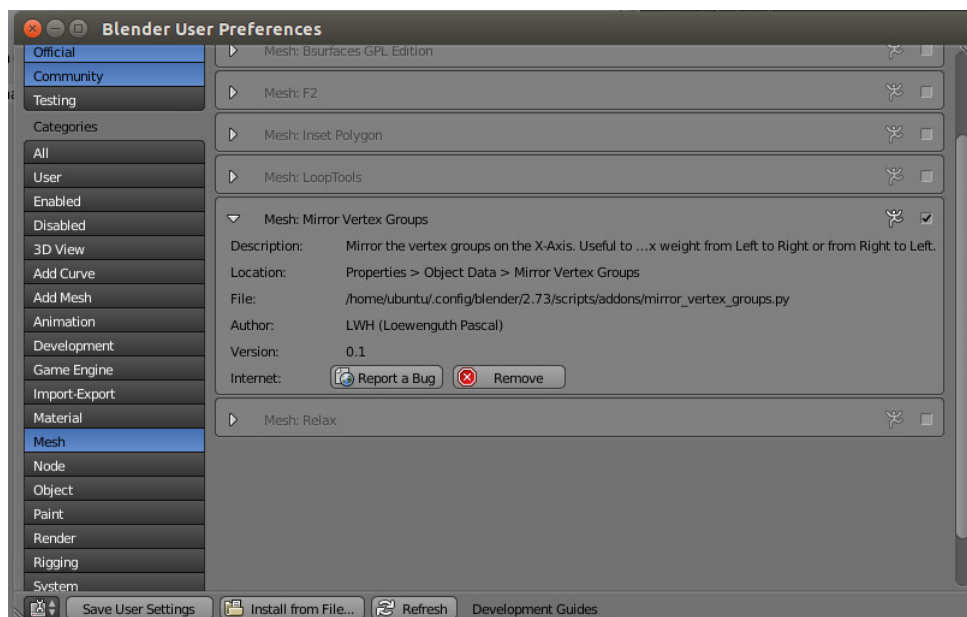 Blender User Preferences
Official
Community
Testing
Categories
All
User
Enabled
Disabled
3D View
Add Curve
Add Mesh
Animation
Development
Game Engine
Import-Export
Material
Mesh
Node
Object
Paint
Render
Rigging
System
Mesh: Bsurfaces GPL Edition
Mesh: F2
Mesh: Inset Polygon
Mesh: LoopTools
Mesh: Mirror Vertex Groups
Description: Mirror the vertex groups on the X-Axis. Useful to …x weight from Left to Right or from Right to Left.
Location: Properties > Object Data > Mirror Vertex Groups
File: /home/ubuntu/.config/blender/2.73/scripts/addons/mirror_vertex_groups.py
Author: LWH (Loewenguth Pascal)
Version: 0.1
Internet: Report a Bug Remove
Mesh: Relax
Save User Settings Install from File... Refresh Development Guides